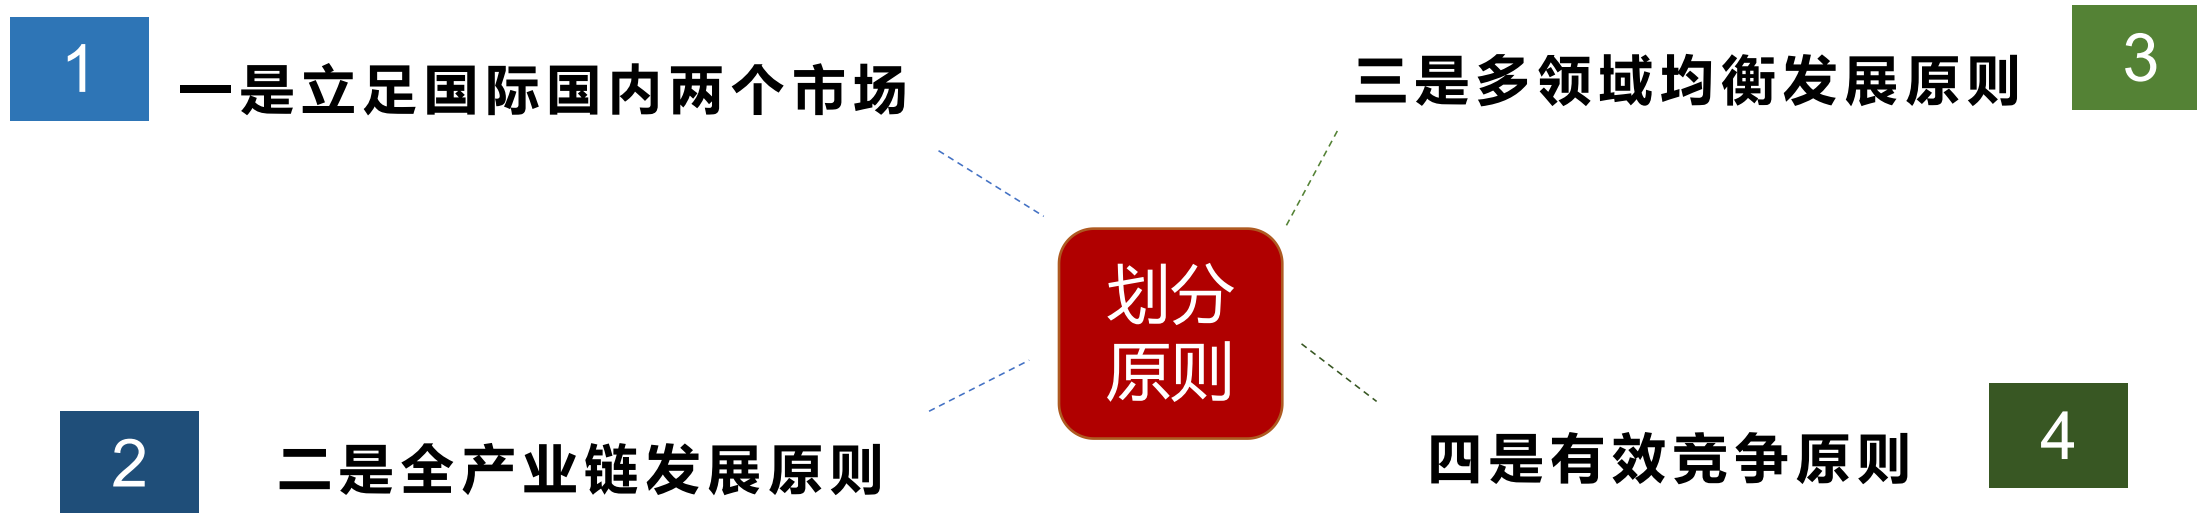 1
一是立足国际国内两个市场
2
二是全产业链发展原则
划分
原则
3
三是多领域均衡发展原则
4
四是有效竞争原则